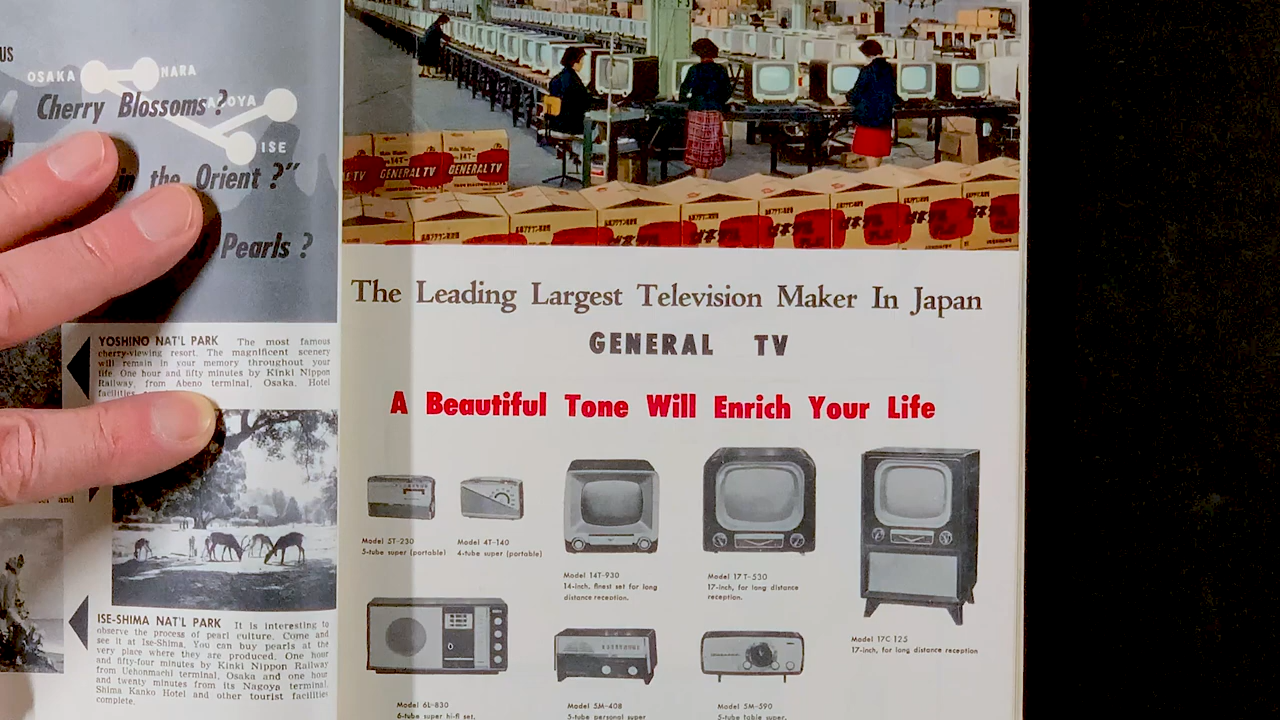 US
OSAKA
NARA
Cherry Blossoms ?
ISE
in the Orient ?"
Pearls ?
YOSHINO NAT'L PARK The most famous
cherry-viewing resort. The magnificent scenery
will remain in your memory throughout your
life. One hour and fifty minutes by Kinki Nippon
Railway, from Abeno terminal, Osaka. Hotel
facilities
and
ISE-SHIMA NAT'L PARK It is interesting to
observe the process of pearl culture. Come and
see it at Ise-Shima. You can buy pearls at the
very place where they are produced. One hour
and fifty-four minutes by Kinki Nippon Railway
from Uehonmachi terminal, Osaka and one hour
and twenty minutes from its Nagoya terminal.
Shima Kanko Hotel and other tourist facilities
complete.
14T-
14T-
GENERAL TV
GENERAL TV
The Leading Largest Television Maker In Japan
GENERAL TV
A Beautiful Tone Will Enrich Your Life
Model 5T-230
5-tube super (portable)
Model 4T-140
4-tube super (portable)
Model 14T-930
14-inch, finest set for long
distance reception.
Model 17T-530
17-inch, for long distance
reception.
Model 17C 125
17-inch, for long distance reception
Model 6L-830
6-tube super hi-fi set.
Model 5M-408
5-tube personal super
Model 5M-590
5-tube table super.